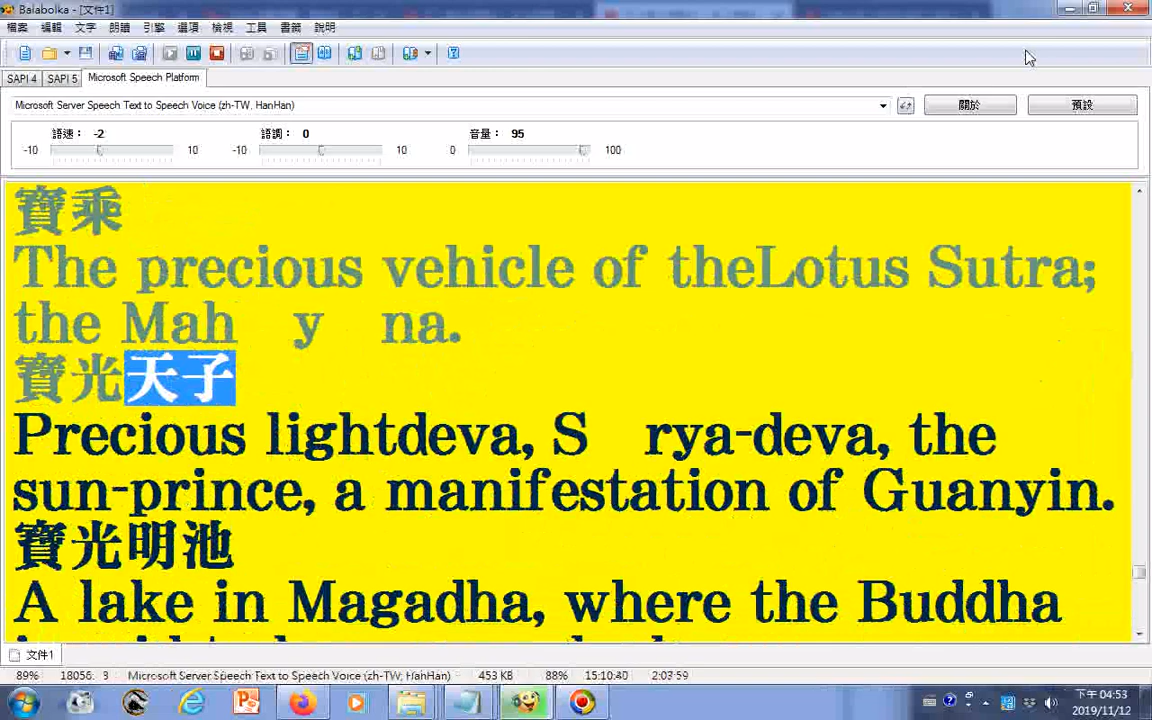 Balabolka - [文件1]
檔案 編輯 文字 朗讀 引擎 選項 檢視 工具 書籤 說明
SAPI 4 SAPI 5 Microsoft Speech Platform
Microsoft Server Speech Text to Speech Voice (zh-TW, HanHan) 關於 預設
語速： -2 語調： 0 音量： 95
-10 10 -10 10 0 100
寶乘
The precious vehicle of theLotus Sutra;
the Mah y na.
寶光天子
Precious lightdeva, S rya-deva, the
sun-prince, a manifestation of Guanyin.
寶光明池
A lake in Magadha, where the Buddha
文件1
89% 18056: 3 Microsoft Server Speech Text to Speech Voice (zh-TW, HanHan) 453 KB 88% 15:10:40 2:03:59
下午 04:53
2019/11/12